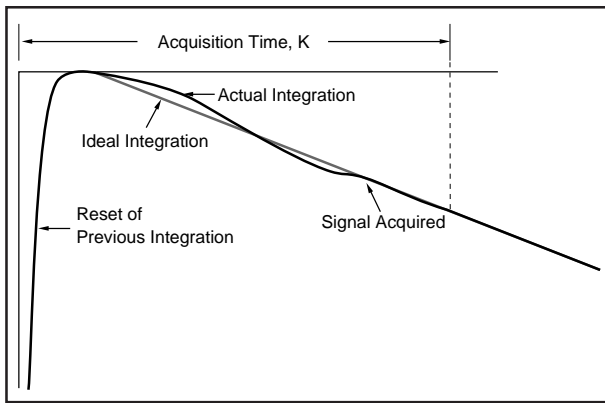 Acquisition Time, K
Actual Integration
Ideal Integration
Signal Acquired
Reset of
Previous Integration